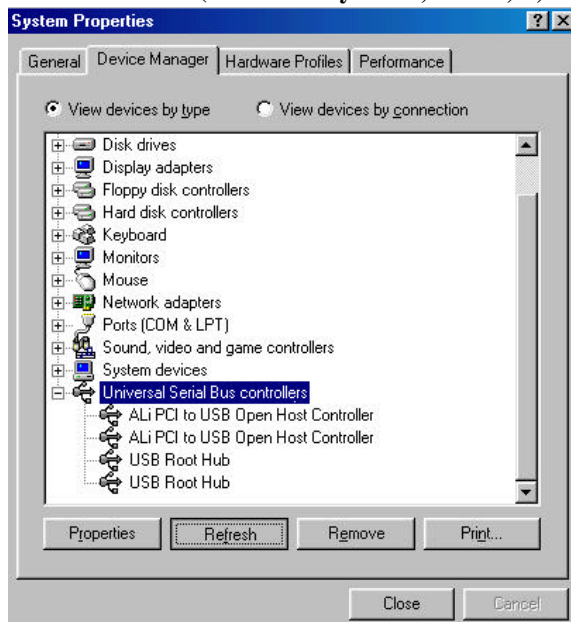 System Properties
General Device Manager Hardware Profiles Performance
View devices by type View devices by connection
Disk drives
Display adapters
Floppy disk controllers
Hard disk controllers
Keyboard
Monitors
Mouse
Network adapters
Ports (COM & LPT)
Sound, video and game controllers
System devices
Universal Serial Bus controllers
ALi PCI to USB Open Host Controller
ALi PCI to USB Open Host Controller
USB Root Hub
USB Root Hub
Properties Refresh Remove Print...
Close Cancel